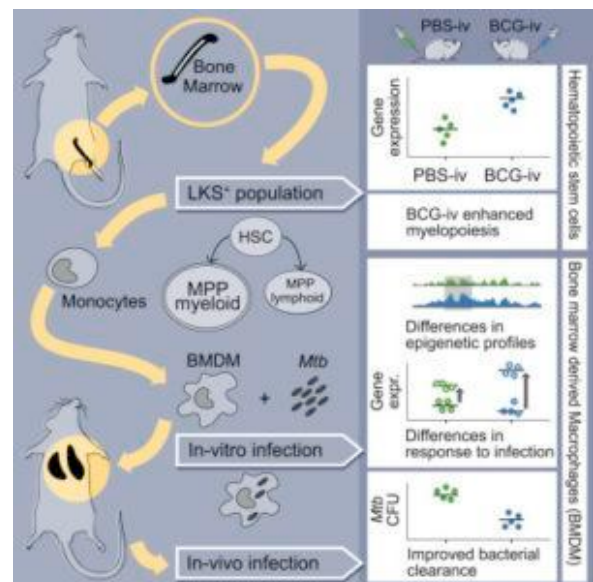 PBS-iv BCG-iv
Bone
Marrow
Gene
expression
PBS-iv BCG-iv
Hematopoietic stem cells
LKS⁺ population
BCG-iv enhanced
myelopoiesis
HSC
MPP
myeloid
MPP
lymphoid
Monocytes
Differences in
epigenetic profiles
BMDM
+
Mtb
Gene
expr.
Differences in
response to infection
Bone marrow derived Macrophages (BMDM)
In-vitro infection
Mtb
CFU
Improved bacterial
clearance
In-vivo infection